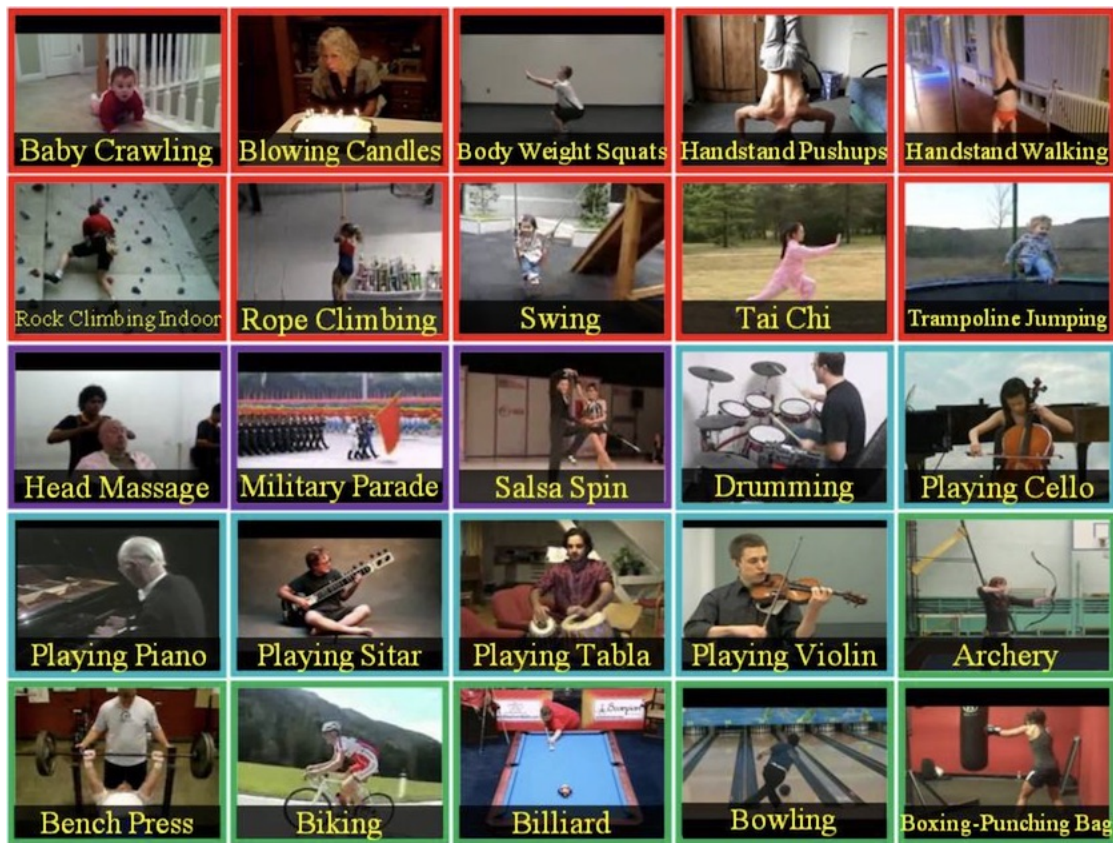 Baby Crawling
Blowing Candles
Body Weight Squats
Handstand Pushups
Handstand Walking
Rock Climbing Indoor
Rope Climbing
Swing
Tai Chi
Trampoline Jumping
Head Massage
Military Parade
Salsa Spin
Drumming
Playing Cello
Playing Piano
Playing Sitar
Playing Tabla
Playing Violin
Archery
Bench Press
Biking
Billiard
Bowling
Boxing-Punching Bag